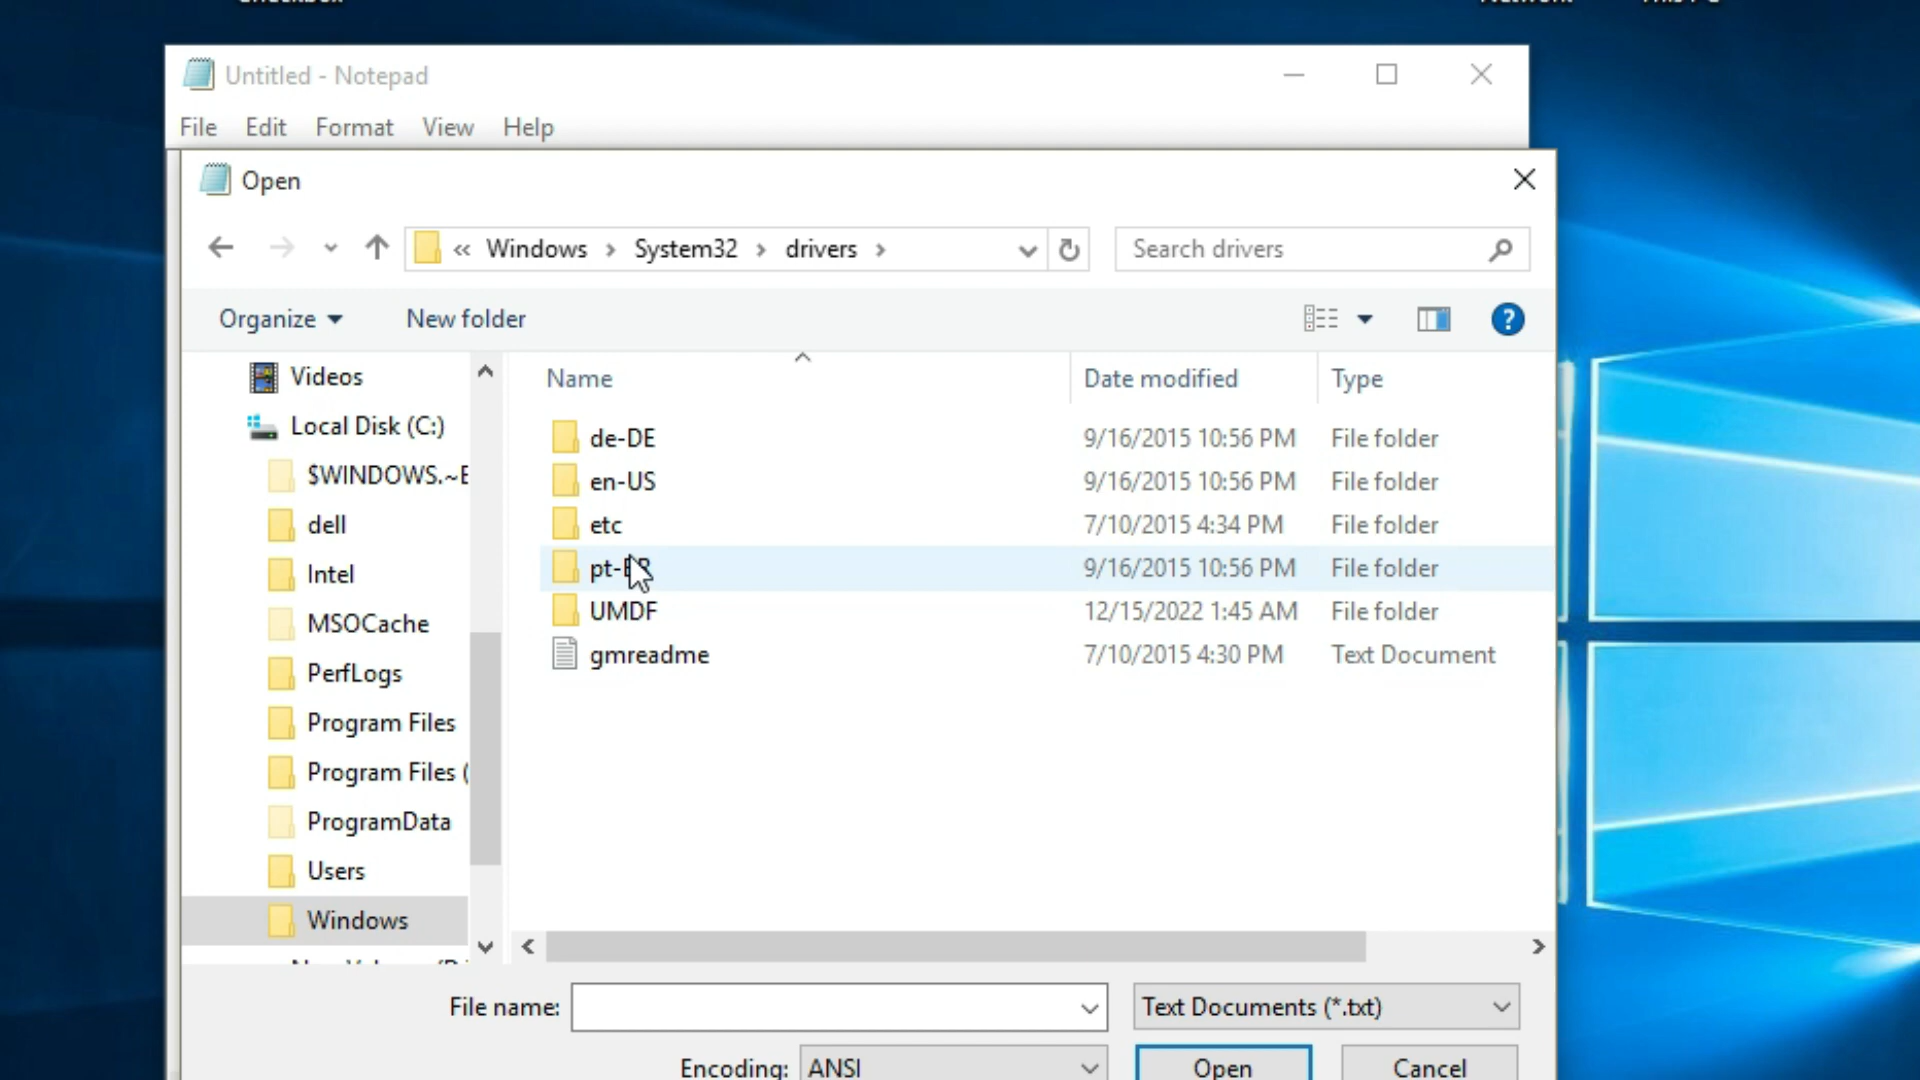 Untitled - Notepad
File Edit Format View Help
Open
« Windows > System32 > drivers >
Search drivers
Organize New folder
Name Date modified Type
Videos
Local Disk (C:)
$WINDOWS.~E
dell
Intel
MSOCache
PerfLogs
Program Files
Program Files (
ProgramData
Users
Windows
de-DE 9/16/2015 10:56 PM File folder
en-US 9/16/2015 10:56 PM File folder
etc 7/10/2015 4:34 PM File folder
pt-BR 9/16/2015 10:56 PM File folder
UMDF 12/15/2022 1:45 AM File folder
gmreadme 7/10/2015 4:30 PM Text Document
File name: Text Documents (*.txt)
Encoding: ANSI Open Cancel